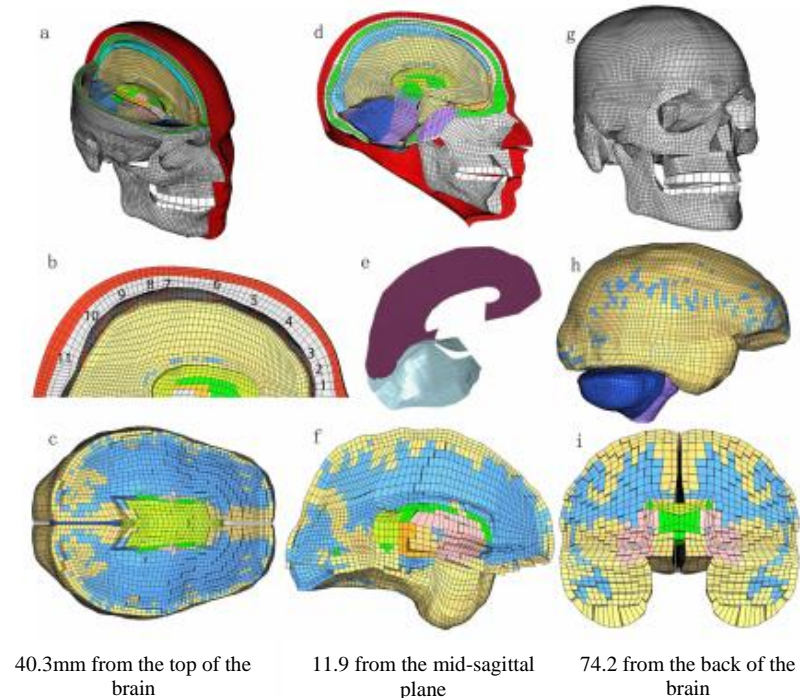 a
d
g
b
1
2
3
4
5
6
7
8
9
10
11
e
h
c
f
i
40.3mm from the top of the
brain
11.9 from the mid-sagittal
plane
74.2 from the back of the
brain